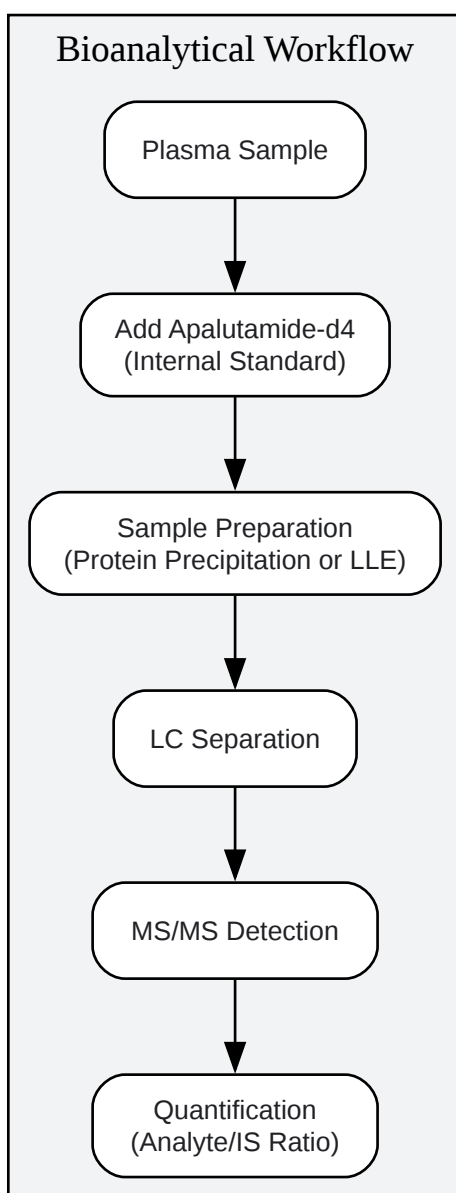 Bioanalytical Workflow
Plasma Sample
Add Apalutamide-d4
(Internal Standard)
Sample Preparation
(Protein Precipitation or LLE)
LC Separation
MS/MS Detection
Quantification
(Analyte/IS Ratio)